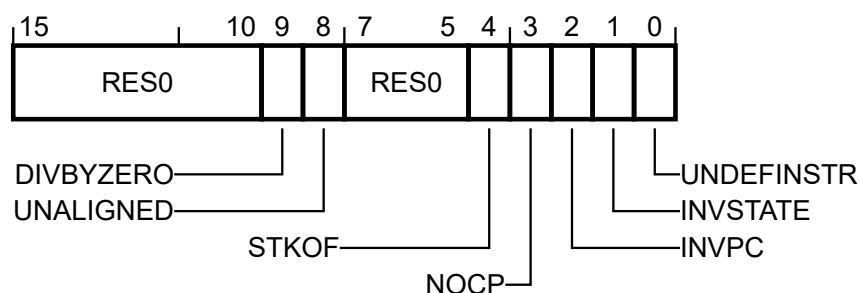 15 10 9 8 7 5 4 3 2 1 0
RES0 RES0
DIVBYZERO UNDEFINSTR
UNALIGNED INVSTATE
STKOF INVPC
NOCP